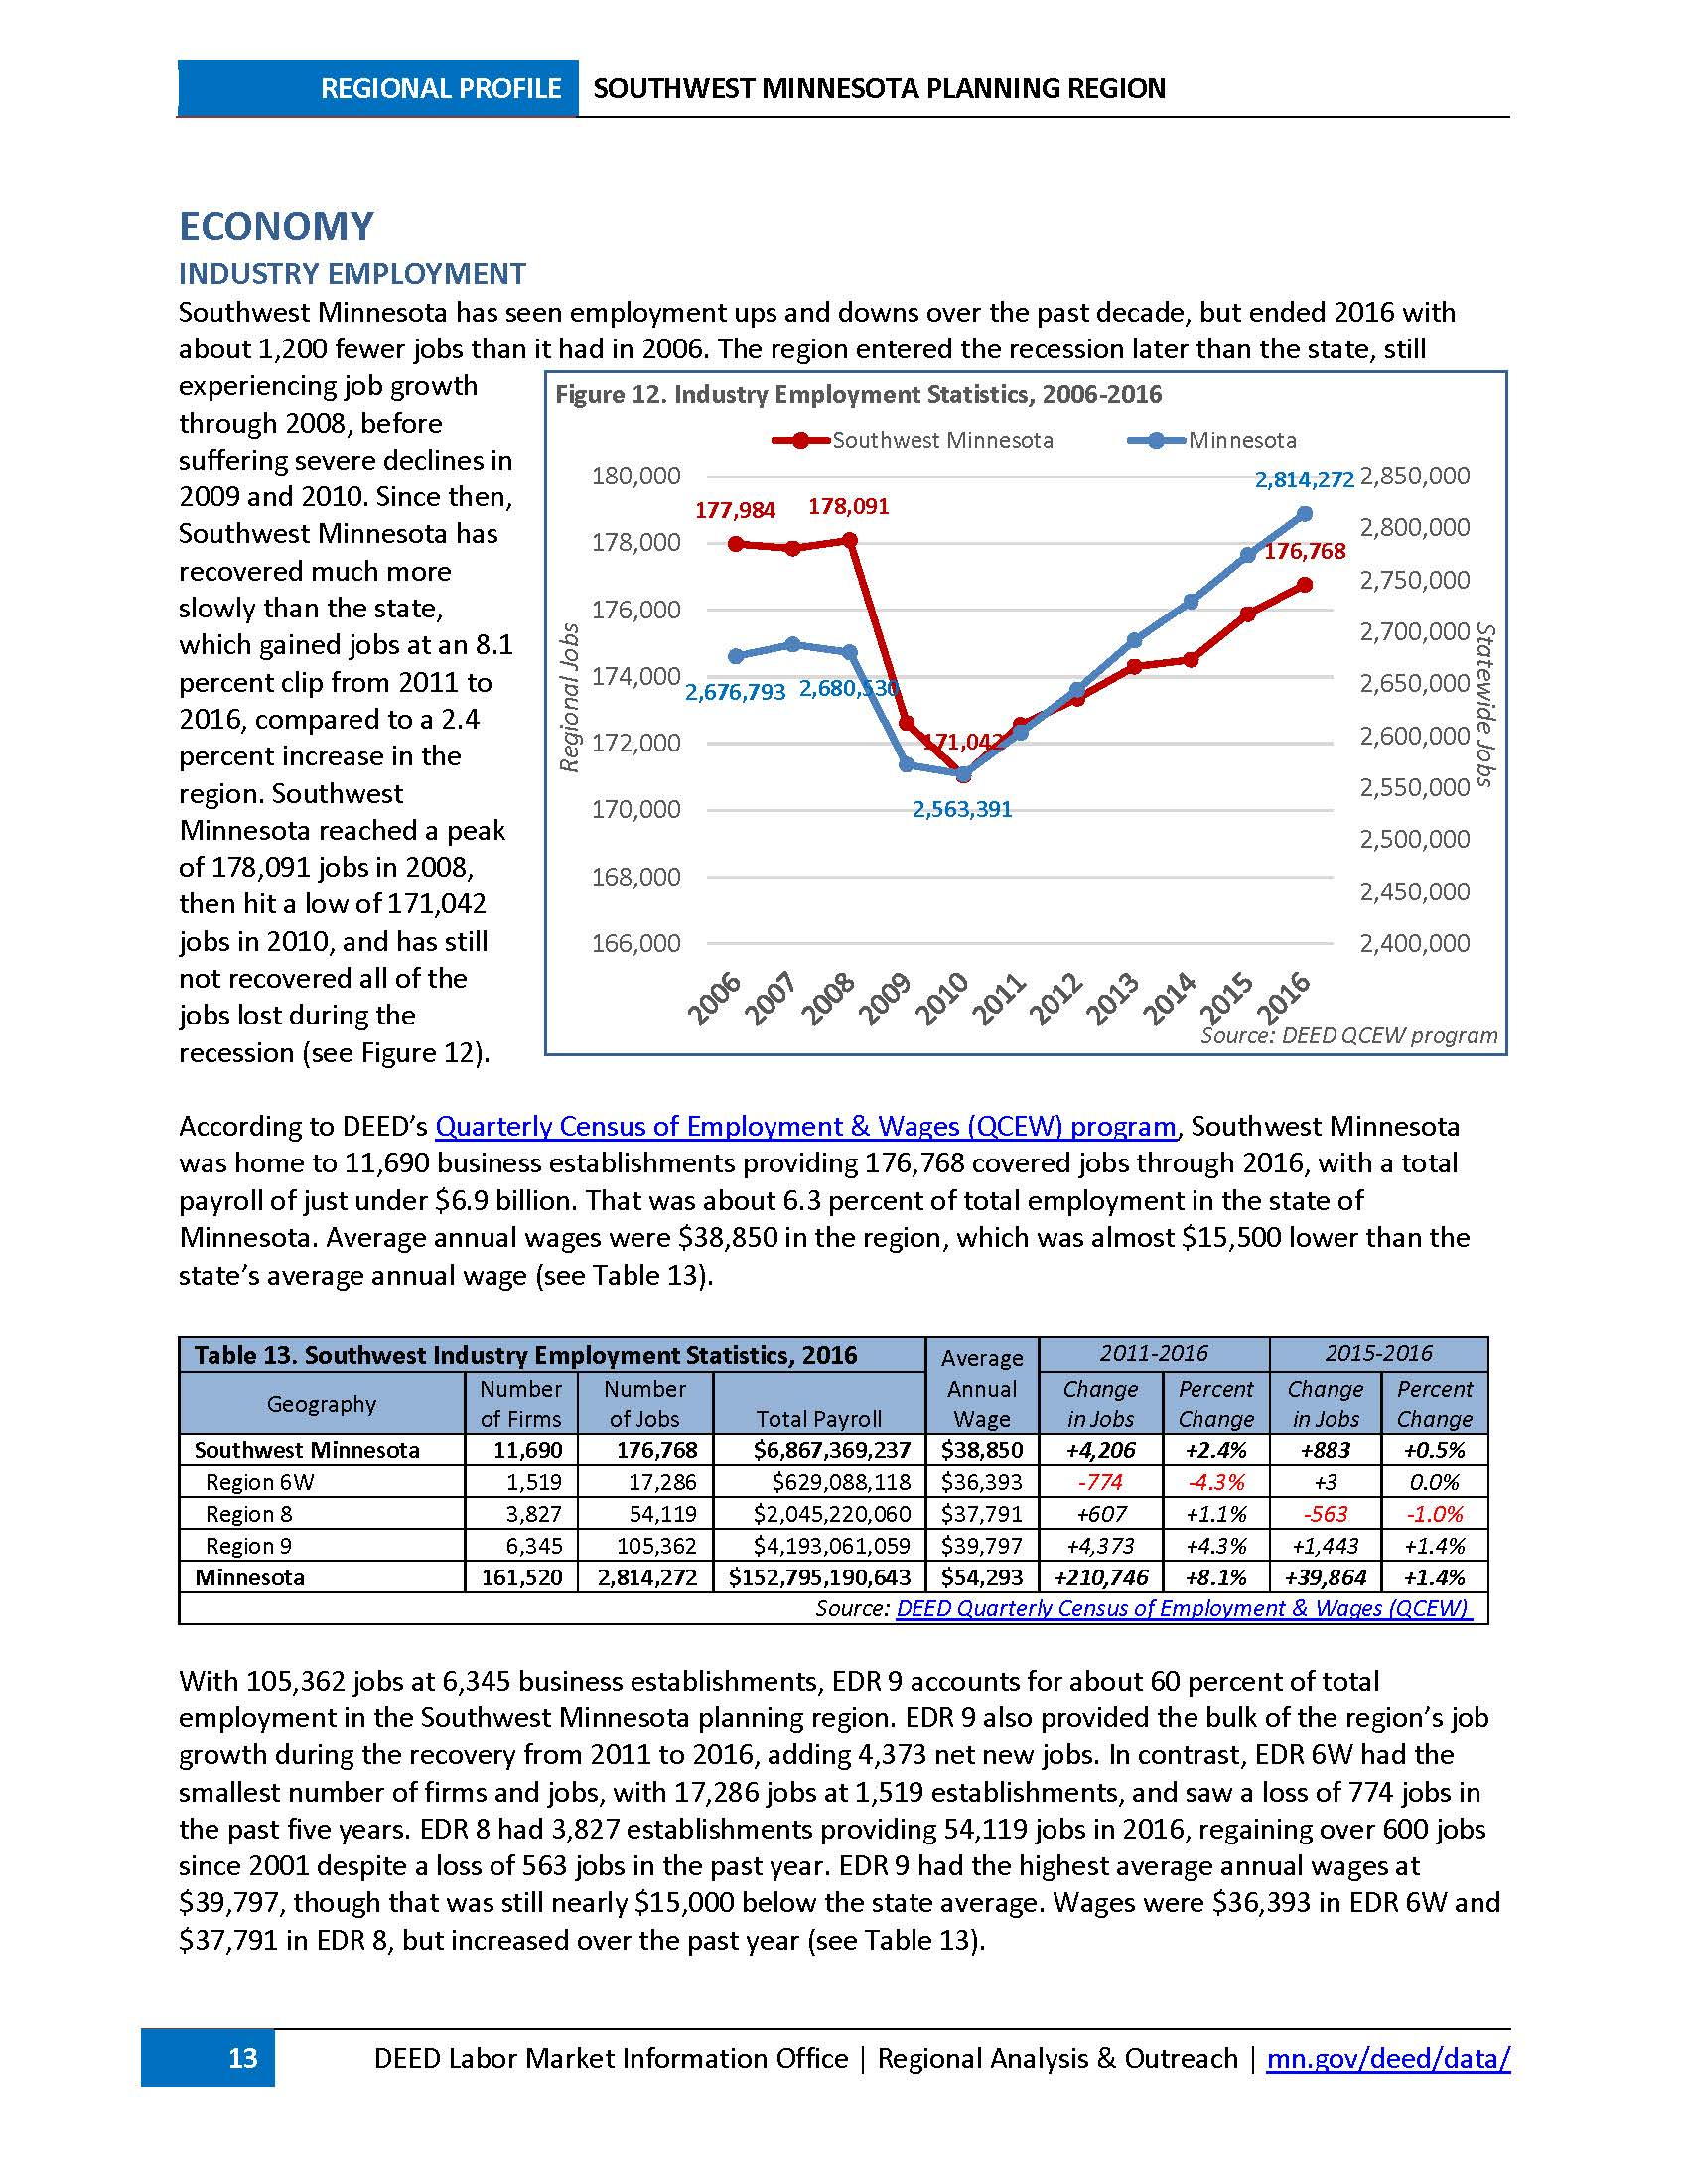 REGIONAL PROFILE SOUTHWEST MINNESOTA PLANNING REGION
ECONOMY
INDUSTRY EMPLOYMENT
Southwest Minnesota has seen employment ups and downs over the past decade, but ended 2016 with
about 1,200 fewer jobs than it had in 2006. The region entered the recession later than the state, still
experiencing job growth
through 2008, before
suffering severe declines in
2009 and 2010. Since then,
Southwest Minnesota has
recovered much more
slowly than the state,
which gained jobs at an 8.1
percent clip from 2011 to
2016, compared to a 2.4
percent increase in the
region. Southwest
Minnesota reached a peak
of 178,091 jobs in 2008,
then hit a low of 171,042
jobs in 2010, and has still
not recovered all of the
jobs lost during the
recession (see Figure 12).
Figure 12. Industry Employment Statistics, 2006-2016
Southwest Minnesota Minnesota
180,000 2,814,272 2,850,000
177,984 178,091
178,000 2,800,000
176,768
2,750,000
176,000
2,700,000
174,000 2,676,793 2,680,530 2,650,000
172,000 171,042 2,600,000
2,550,000
170,000 2,563,391
2,500,000
168,000
2,450,000
166,000 2,400,000
Regional Jobs
Statewide Jobs
2006 2007 2008 2009 2010 2011 2012 2013 2014 2015 2016
Source: DEED QCEW program
According to DEED's Quarterly Census of Employment & Wages (QCEW) program, Southwest Minnesota
was home to 11,690 business establishments providing 176,768 covered jobs through 2016, with a total
payroll of just under $6.9 billion. That was about 6.3 percent of total employment in the state of
Minnesota. Average annual wages were $38,850 in the region, which was almost $15,500 lower than the
state's average annual wage (see Table 13).
Table 13. Southwest Industry Employment Statistics, 2016 Average Annual Wage 2011-2016 2015-2016
Geography Number of Firms Number of Jobs Total Payroll Change in Jobs Percent Change Change in Jobs Percent Change
Southwest Minnesota 11,690 176,768 $6,867,369,237 $38,850 +4,206 +2.4% +883 +0.5%
Region 6W 1,519 17,286 $629,088,118 $36,393 -774 -4.3% +3 0.0%
Region 8 3,827 54,119 $2,045,220,060 $37,791 +607 +1.1% -563 -1.0%
Region 9 6,345 105,362 $4,193,061,059 $39,797 +4,373 +4.3% +1,443 +1.4%
Minnesota 161,520 2,814,272 $152,795,190,643 $54,293 +210,746 +8.1% +39,864 +1.4%
Source: DEED Quarterly Census of Employment & Wages (QCEW)
With 105,362 jobs at 6,345 business establishments, EDR 9 accounts for about 60 percent of total
employment in the Southwest Minnesota planning region. EDR 9 also provided the bulk of the region's job
growth during the recovery from 2011 to 2016, adding 4,373 net new jobs. In contrast, EDR 6W had the
smallest number of firms and jobs, with 17,286 jobs at 1,519 establishments, and saw a loss of 774 jobs in
the past five years. EDR 8 had 3,827 establishments providing 54,119 jobs in 2016, regaining over 600 jobs
since 2001 despite a loss of 563 jobs in the past year. EDR 9 had the highest average annual wages at
$39,797, though that was still nearly $15,000 below the state average. Wages were $36,393 in EDR 6W and
$37,791 in EDR 8, but increased over the past year (see Table 13).
13 DEED Labor Market Information Office | Regional Analysis & Outreach | mn.gov/deed/data/